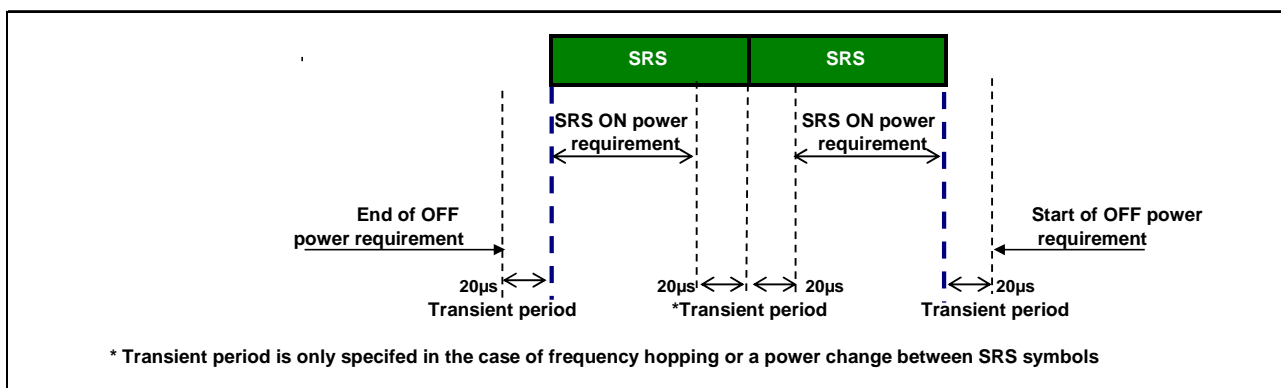 SRS SRS
SRS ON power requirement
SRS ON power requirement
End of OFF power requirement
Start of OFF power requirement
20µs 20µs 20µs 20µs
Transient period *Transient period Transient period
* Transient period is only specifed in the case of frequency hopping or a power change between SRS symbols